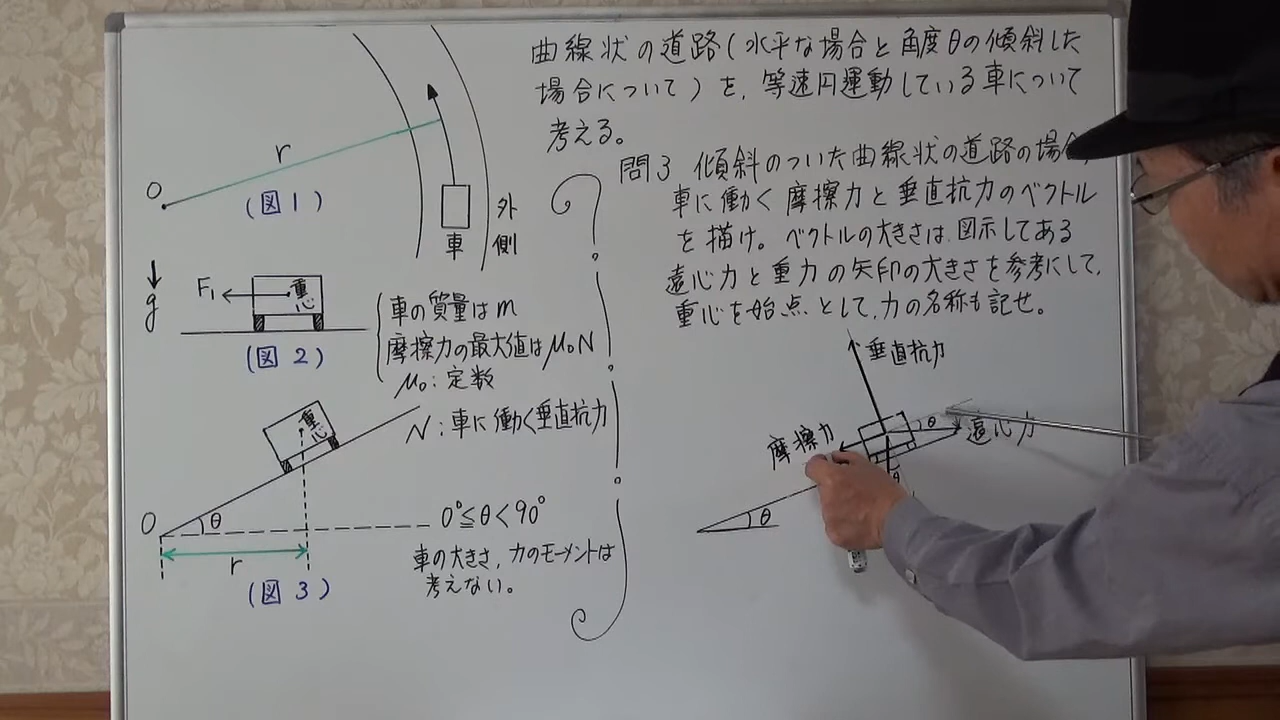 曲線状の道路(水平な場合と角度θの傾斜した
場合について)を、等速円運動している車について
考える。
問3 傾斜のついた曲線状の道路の場合、
車に働く摩擦力と垂直抗力のベクトル
を描け。ベクトルの大きさは、図示してある
遠心力と重力の矢印の大きさを参考にして、
重心を始点として、力の名称も記せ。
r
O
(図1)
車
外側
g
F₁
重心
(図2)
車の質量はm
摩擦力の最大値はμ₀N
μ₀:定数
N:車に働く垂直抗力
重心
O
θ
r
(図3)
0°≦θ<90°
車の大きさ、力のモーメントは
考えない。
垂直抗力
摩擦力
θ
遠心力
θ
θ